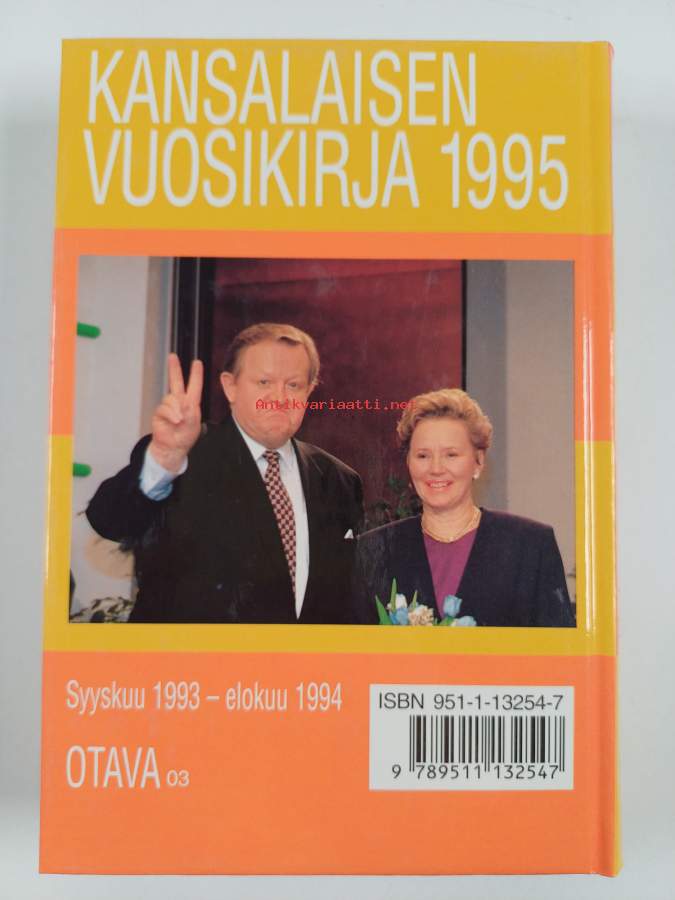 KANSALAISEN
VUOSIKIRJA 1995
Antikvariaatti.net
Syyskuu 1993 – elokuu 1994
ISBN 951-1-13254-7
9 789511 132547
OTAVA 03